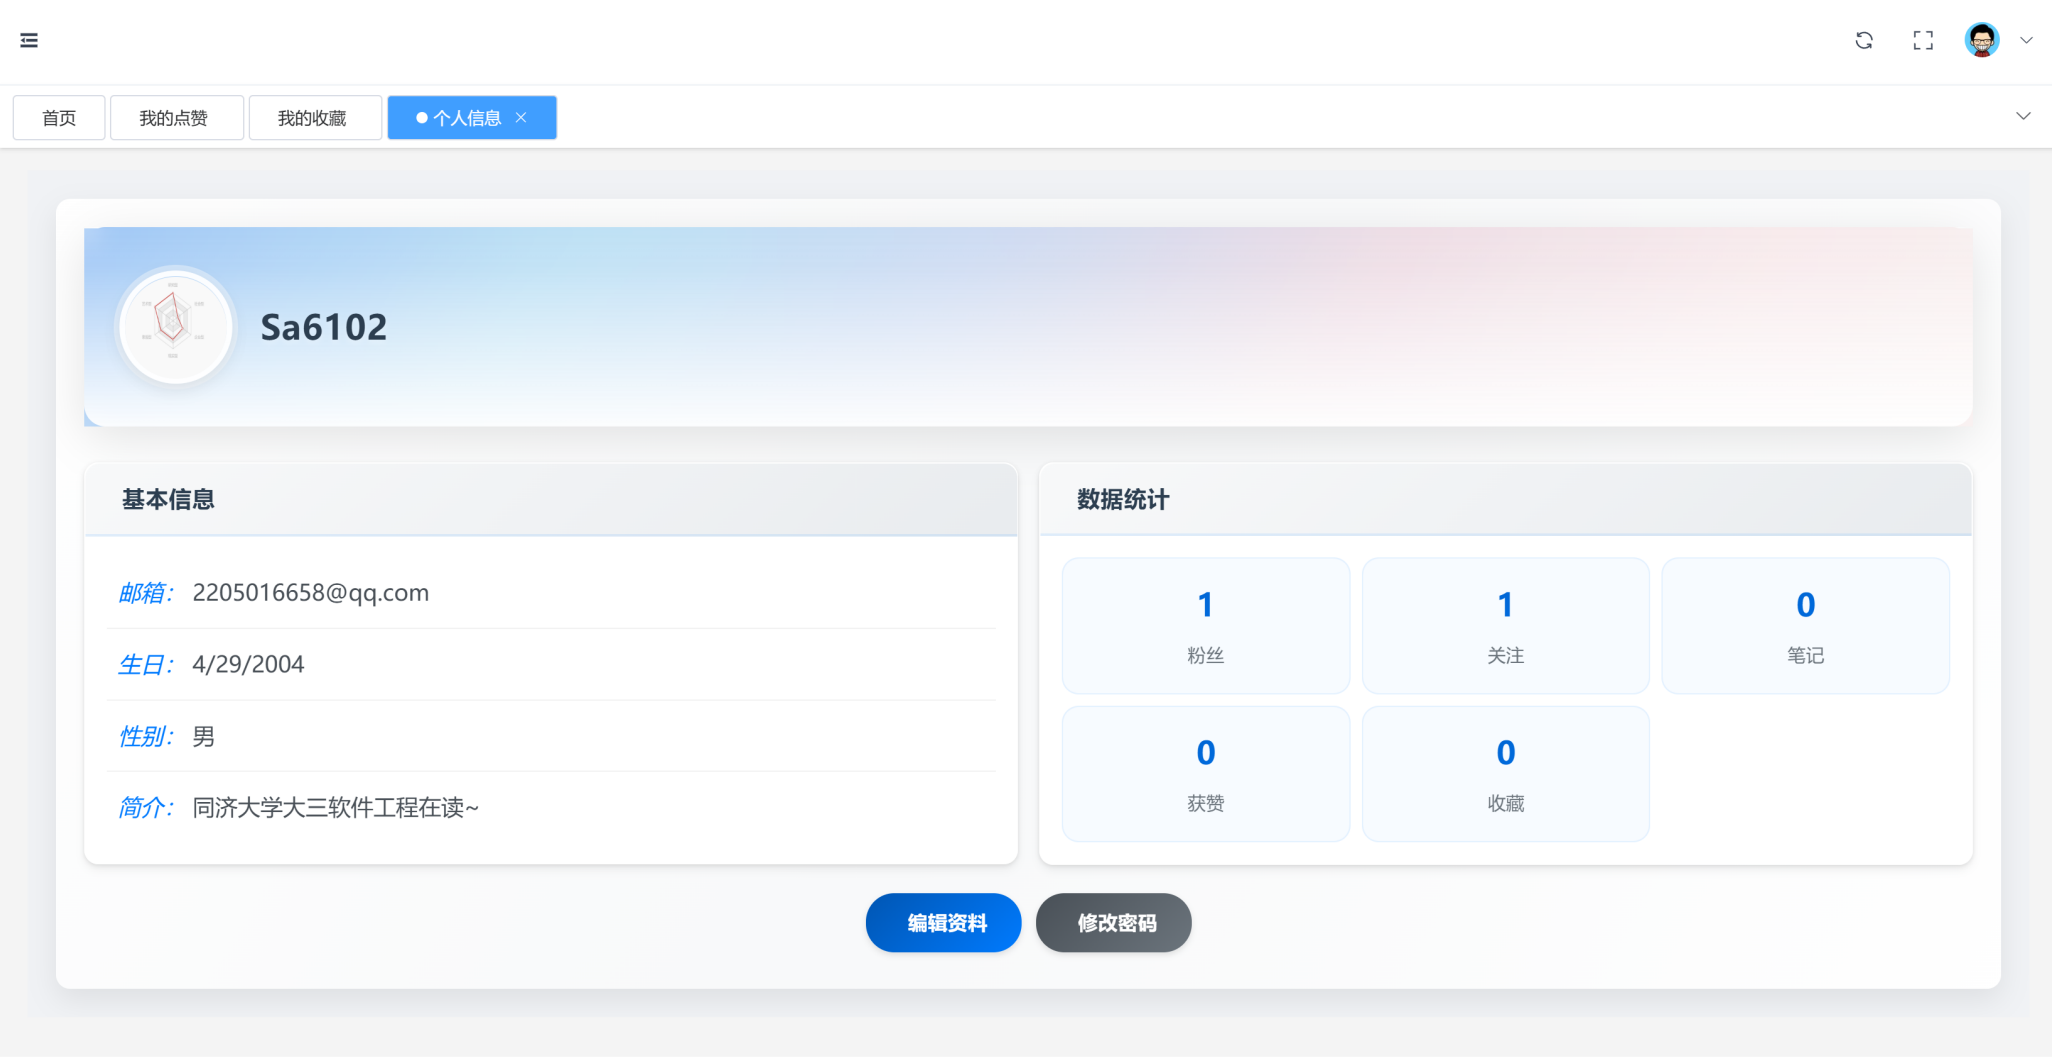 首页 我的点赞 我的收藏 个人信息
Sa6102
基本信息
邮箱： 2205016658@qq.com
生日： 4/29/2004
性别： 男
简介： 同济大学大三软件工程在读~
数据统计
1 1 0
粉丝 关注 笔记
0 0
获赞 收藏
编辑资料 修改密码